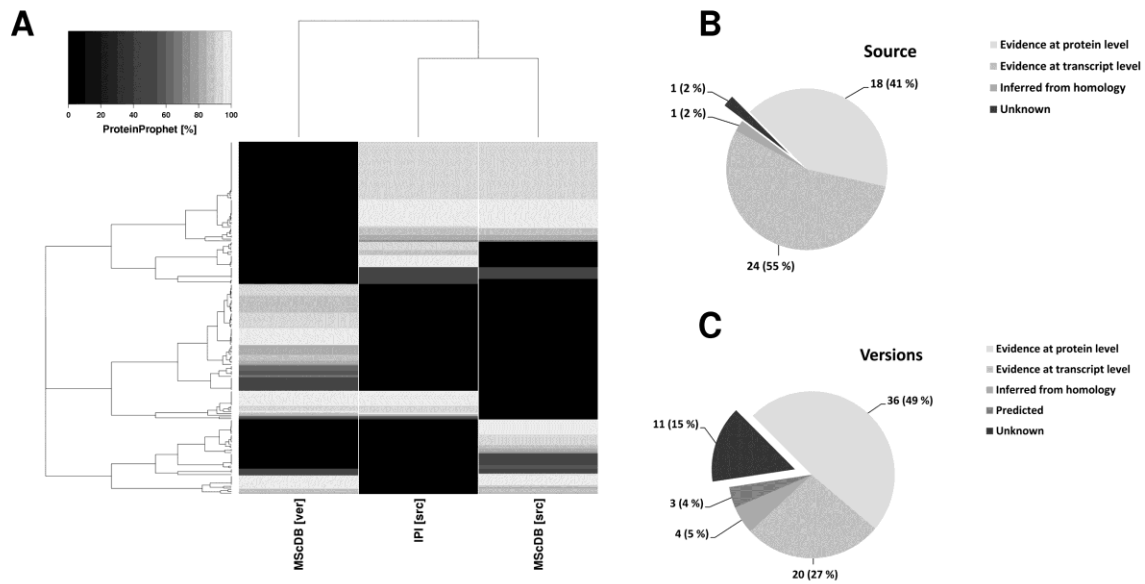 A
0 20 40 60 80 100
ProteinProphet [%]
MScDB [ver]
IPI [src]
MScDB [src]
B
Source
Evidence at protein level
Evidence at transcript level
Inferred from homology
Unknown
18 (41 %)
1 (2 %)
1 (2 %)
24 (55 %)
C
Versions
Evidence at protein level
Evidence at transcript level
Inferred from homology
Predicted
Unknown
36 (49 %)
11 (15 %)
3 (4 %)
4 (5 %)
20 (27 %)